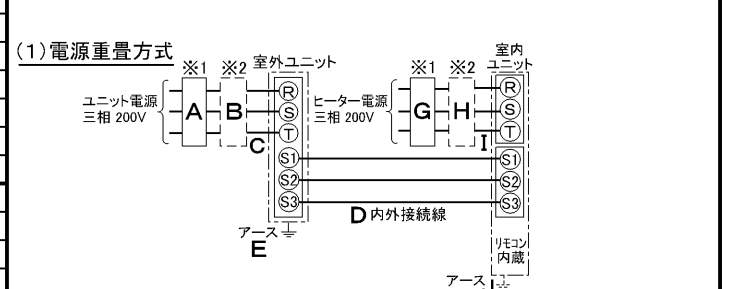 (1)電源重畳方式
※1 ※2 室外ユニット
ユニット電源
三相 200V
A B C
R
S
T
S1
S2
S3
アース
E
※1 ※2
室内
ユニット
ヒーター電源
三相 200V
G H I
R
S
T
S1
S2
S3
D 内外接続線
リモコン
内蔵
アース